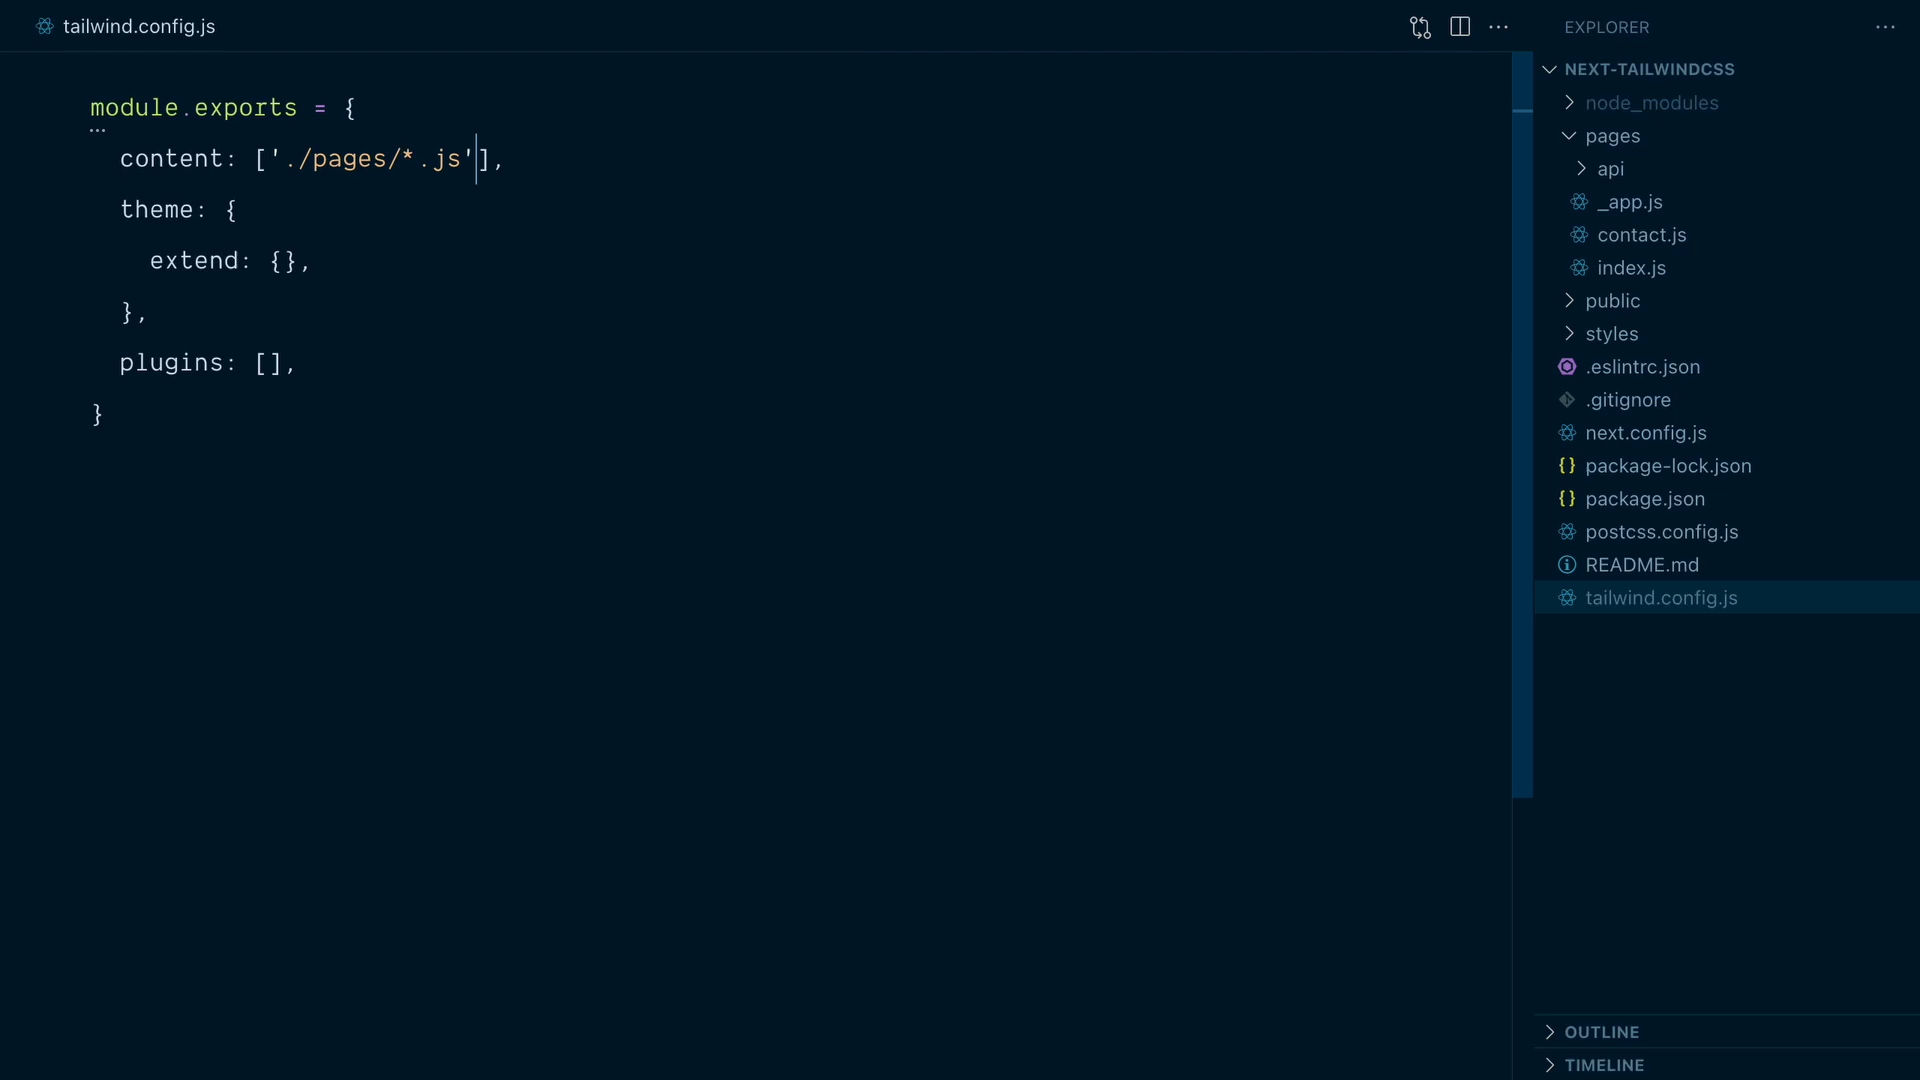 tailwind.config.js
module.exports = {
content: ['./pages/*.js'],
theme: {
extend: {},
},
plugins: [],
}
EXPLORER
NEXT-TAILWINDCSS
node_modules
pages
api
_app.js
contact.js
index.js
public
styles
.eslintrc.json
.gitignore
next.config.js
{} package-lock.json
{} package.json
postcss.config.js
README.md
tailwind.config.js
OUTLINE
TIMELINE